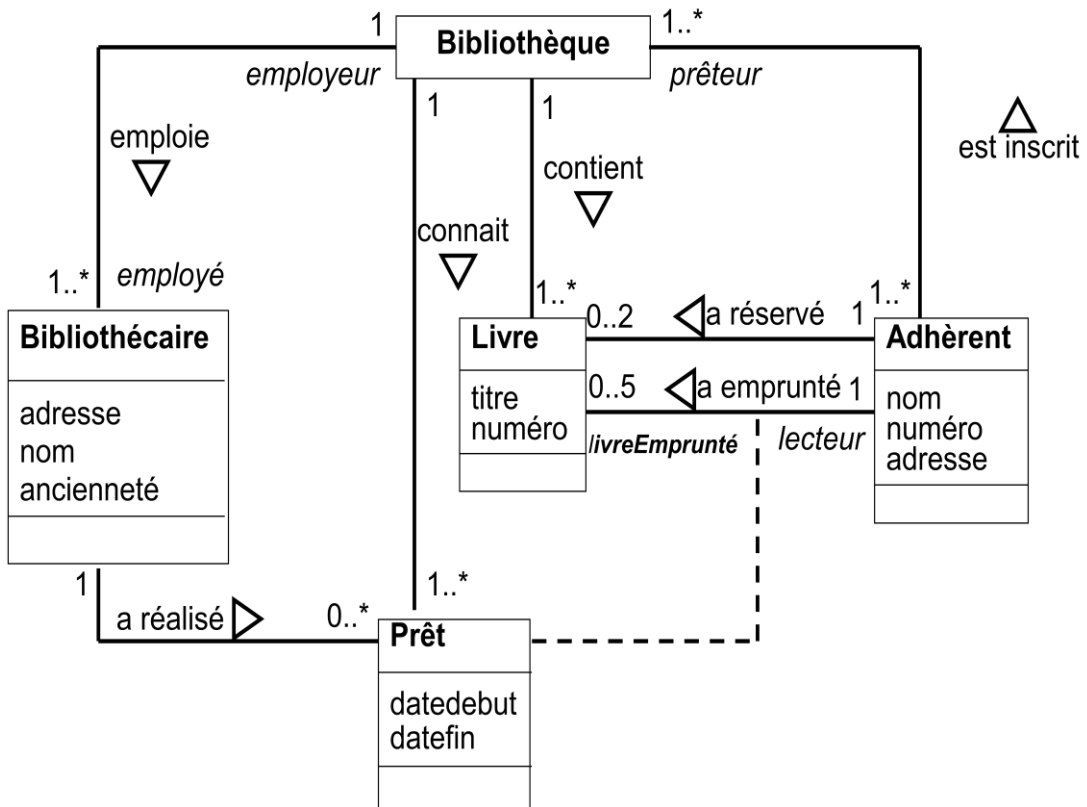 1
Bibliothèque
1..*
employeur
1
1
prêteur
emploie
contient
est inscrit
connait
1..*
employé
1..*
0..2
a réservé
1
1..*
Bibliothécaire
Livre
Adhèrent
0..5
a emprunté
1
adresse
nom
ancienneté
titre
numéro
livreEmprunté
lecteur
nom
numéro
adresse
1
a réalisé
0..*
1..*
Prêt
datedebut
datefin